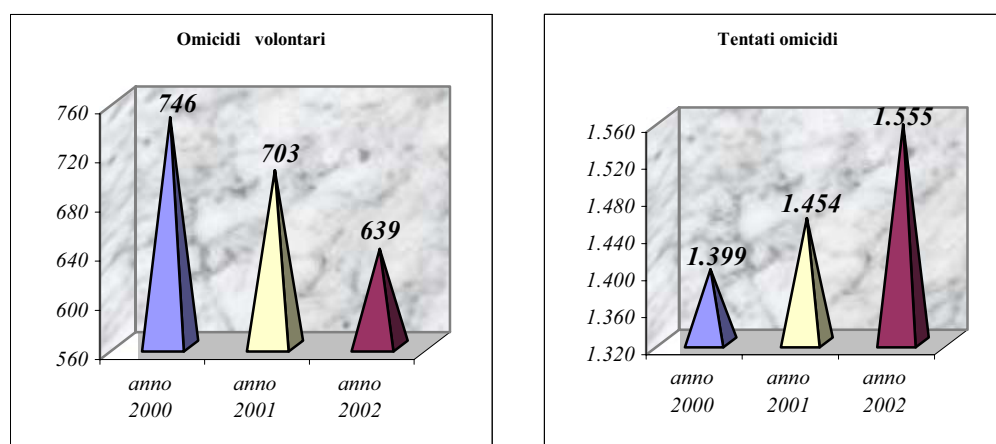 Omicidi volontari
760
720
680
640
600
560
746
703
639
anno 2000
anno 2001
anno 2002
Tentati omicidi
1.560
1.520
1.480
1.440
1.400
1.360
1.320
1.399
1.454
1.555
anno 2000
anno 2001
anno 2002